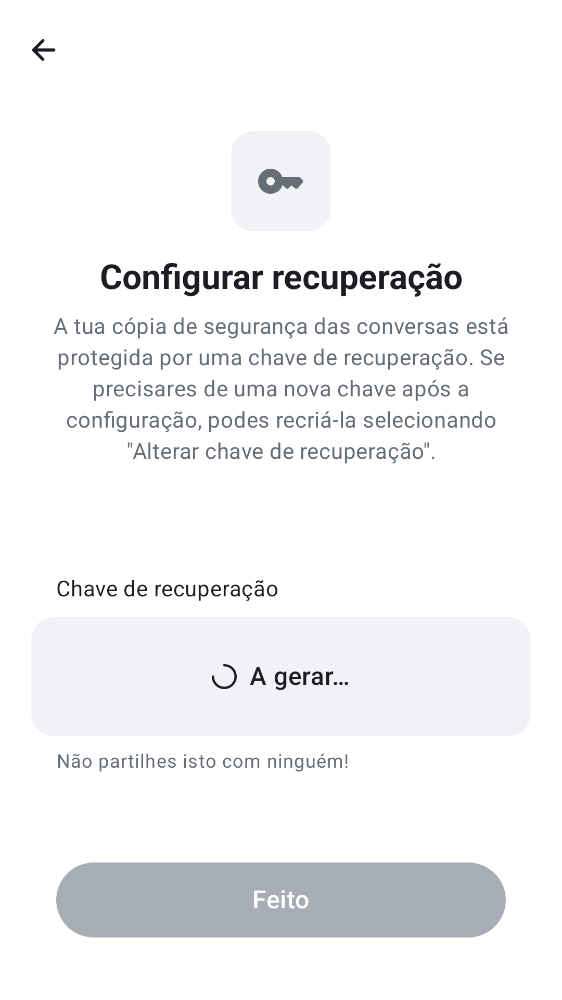 Configurar recuperação
A tua cópia de segurança das conversas está
protegida por uma chave de recuperação. Se
precisares de uma nova chave após a
configuração, podes recriá-la selecionando
"Alterar chave de recuperação".
Chave de recuperação
A gerar…
Não partilhes isto com ninguém!
Feito